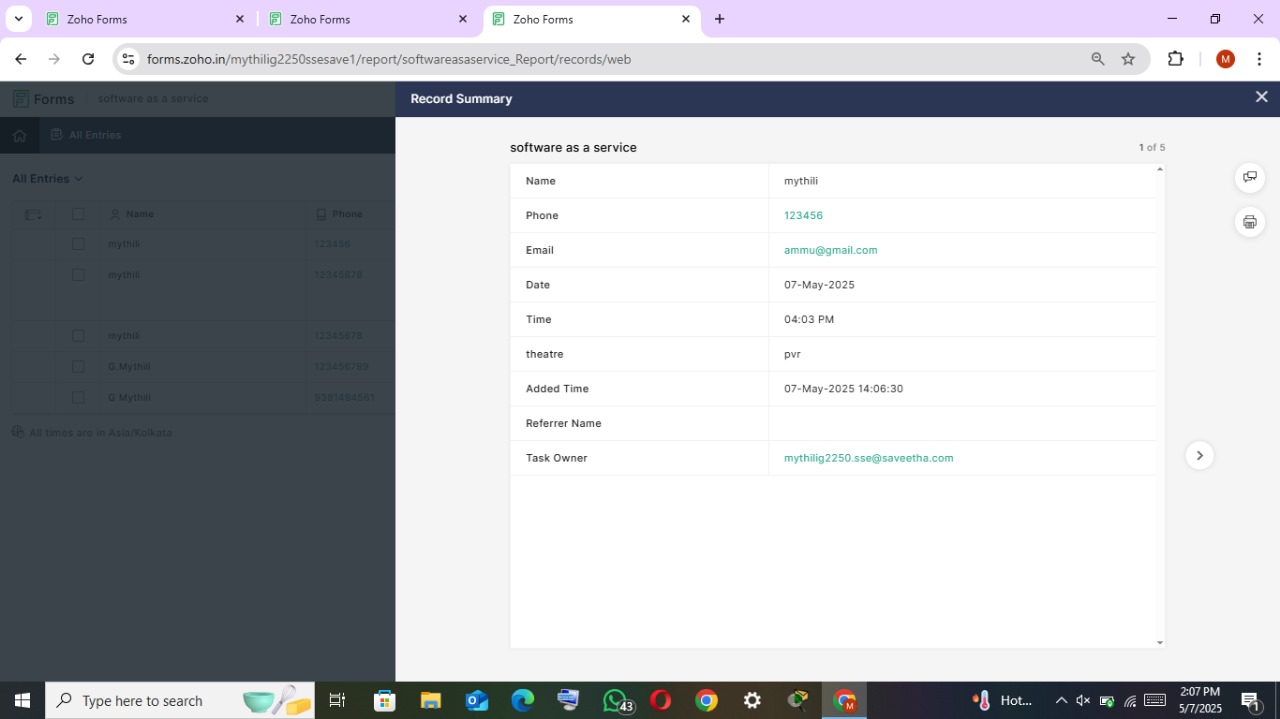 Zoho Forms
Zoho Forms
Zoho Forms
forms.zoho.in/mythilig2250ssesave1/report/softwareasaservice_Report/records/web
M
Forms software as a service
Record Summary
All Entries
software as a service 1 of 5
All Entries
Name Phone
mythili 123456
mythili 12345678
mythili 12345678
G Mythili 123456789
G Mythili 9381494561
All times are in Asia/Kolkata
Name mythili
Phone 123456
Email ammu@gmail.com
Date 07-May-2025
Time 04:03 PM
theatre pvr
Added Time 07-May-2025 14:06:30
Referrer Name
Task Owner mythilig2250.sse@saveetha.com
Type here to search
43
M
Hot...
2:07 PM
5/7/2025
1